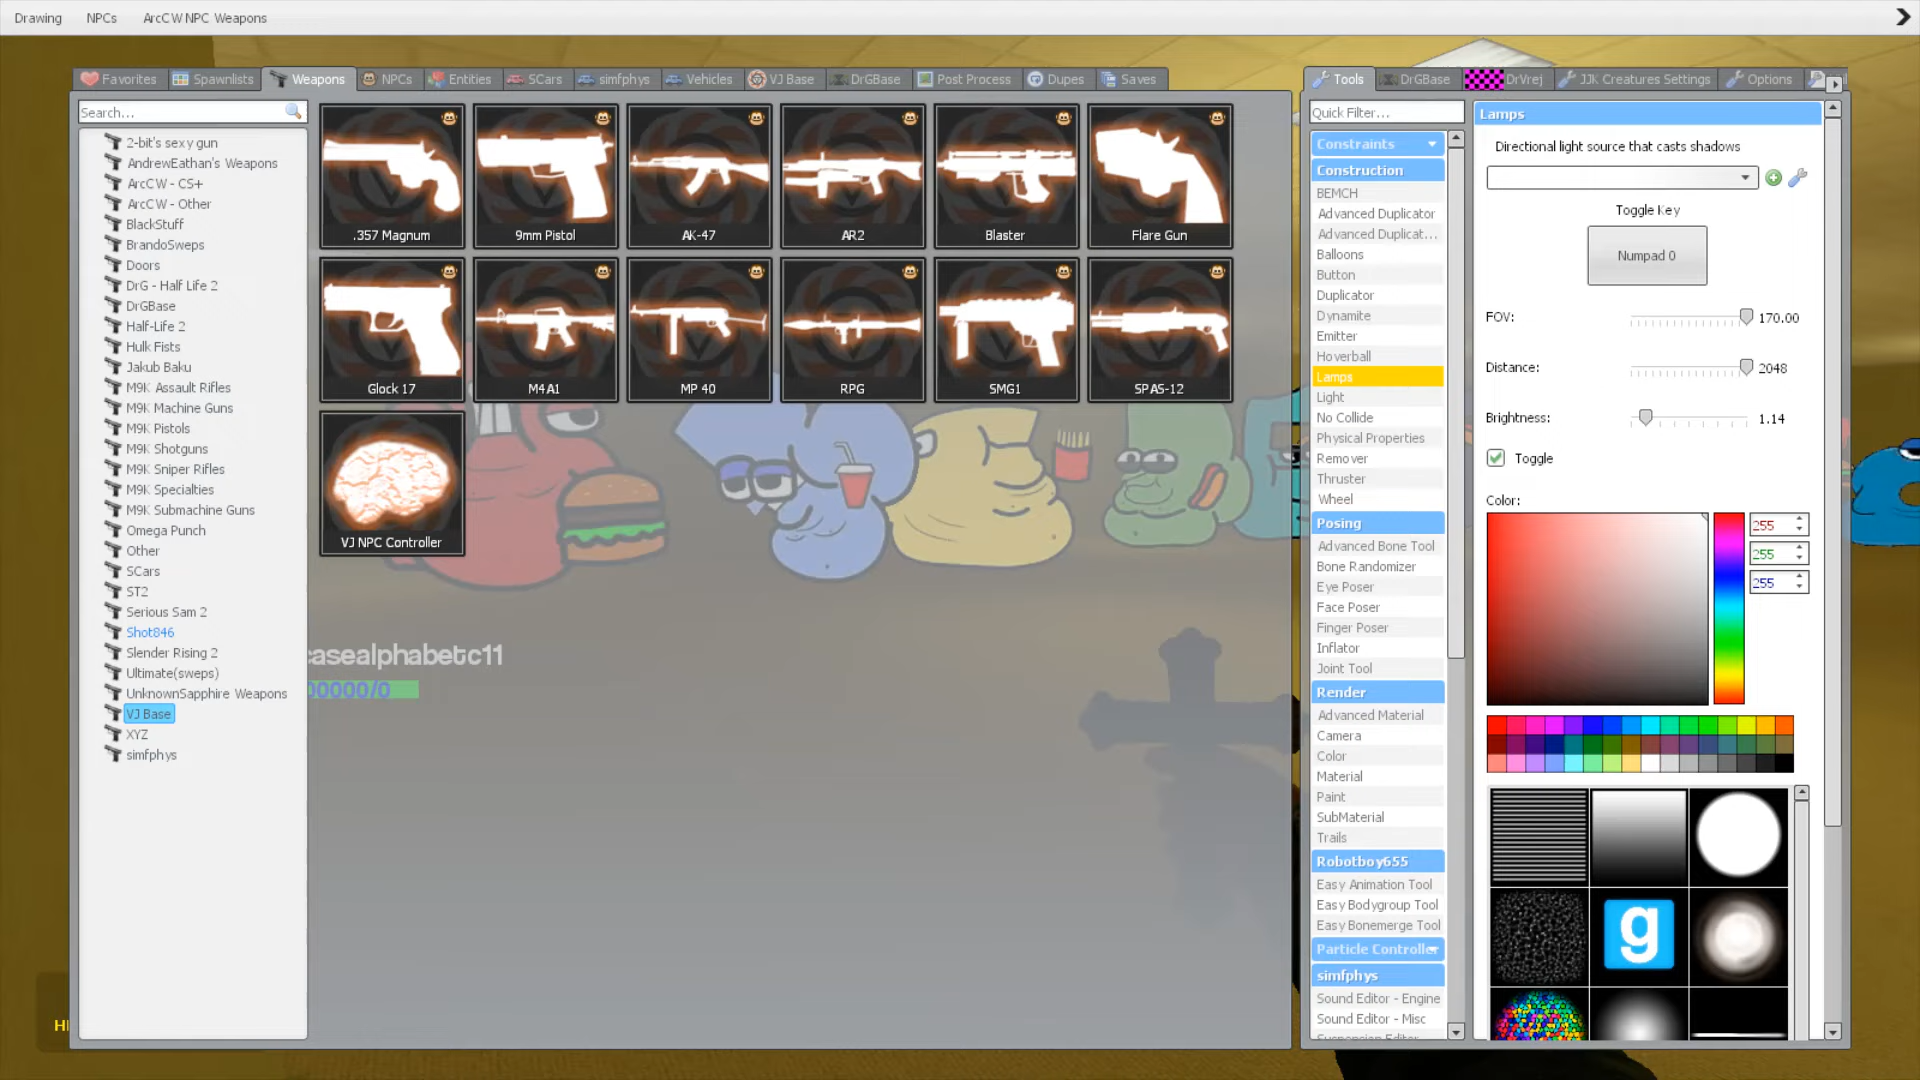 Drawing NPCs ArcCW NPC Weapons
Favorites Spawnlists Weapons NPCs Entities SCars simfphys Vehicles VJ Base DrGBase Post Process Dupes Saves
Search...
2-bit's sexy gun
AndrewEathan's Weapons
ArcCW - CS+
ArcCW - Other
BlackStuff
BrandoSweps
Doors
DrG - Half Life 2
DrGBase
Half-Life 2
Hulk Fists
Jakub Baku
M9K Assault Rifles
M9K Machine Guns
M9K Pistols
M9K Shotguns
M9K Sniper Rifles
M9K Specialties
M9K Submachine Guns
Omega Punch
Other
SCars
ST2
Serious Sam 2
Shot846
Slender Rising 2
Ultimate(sweps)
UnknownSapphire Weapons
VJ Base
XYZ
simfphys
.357 Magnum 9mm Pistol AK-47 AR2 Blaster Flare Gun
Glock 17 M4A1 MP 40 RPG SMG1 SPAS-12
VJ NPC Controller
casealphabetc11
00000/0
Tools DrGBase DrVrej JJK Creatures Settings Options
Quick Filter...
Constraints
Construction
BEMCH
Advanced Duplicator
Advanced Duplicat...
Balloons
Button
Duplicator
Dynamite
Emitter
Hoverball
Lamps
Light
No Collide
Physical Properties
Remover
Thruster
Wheel
Posing
Advanced Bone Tool
Bone Randomizer
Eye Poser
Face Poser
Finger Poser
Inflator
Joint Tool
Render
Advanced Material
Camera
Color
Material
Paint
SubMaterial
Trails
Robotboy655
Easy Animation Tool
Easy Bodygroup Tool
Easy Bonemerge Tool
Particle Controller
simfphys
Sound Editor - Engine
Sound Editor - Misc
Suspension Editor
Lamps
Directional light source that casts shadows
Toggle Key
Numpad 0
FOV: 170.00
Distance: 2048
Brightness: 1.14
Toggle
Color:
255
255
255
g